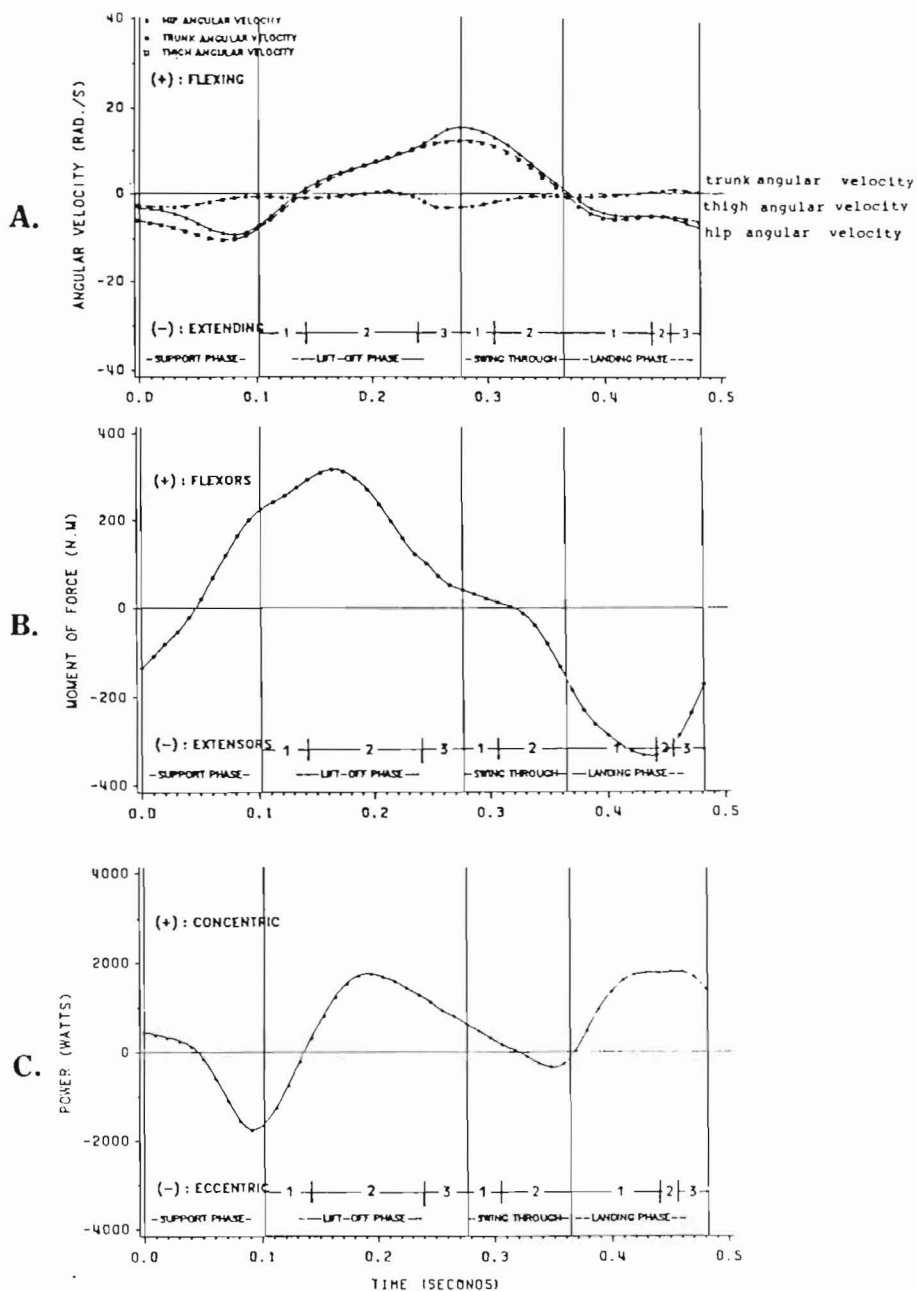 40
• HIP ANGULAR VELOCITY
• TRUNK ANGULAR VELOCITY
□ THIGH ANGULAR VELOCITY
(+) : FLEXING
20
0
-20
-40
ANGULAR VELOCITY (RAD./S)
A.
trunk angular velocity
thigh angular velocity
hip angular velocity
(-) : EXTENDING
1 2 3 1 2 1 2 3
-SUPPORT PHASE- -LIFT-OFF PHASE- -SWING THROUGH- -LANDING PHASE-
0.0 0.1 0.2 0.3 0.4 0.5
400
(+) : FLEXORS
200
0
-200
-400
MOMENT OF FORCE (N.M)
B.
(-) : EXTENSORS
1 2 3 1 2 1 2 3
-SUPPORT PHASE- -LIFT-OFF PHASE- -SWING THROUGH- -LANDING PHASE-
0.0 0.1 0.2 0.3 0.4 0.5
4000
(+) : CONCENTRIC
2000
0
-2000
-4000
POWER (WATTS)
C.
(-) : ECCENTRIC
1 2 3 1 2 1 2 3
-SUPPORT PHASE- -LIFT-OFF PHASE- -SWING THROUGH- -LANDING PHASE-
0.0 0.1 0.2 0.3 0.4 0.5
TIME (SECONDS)